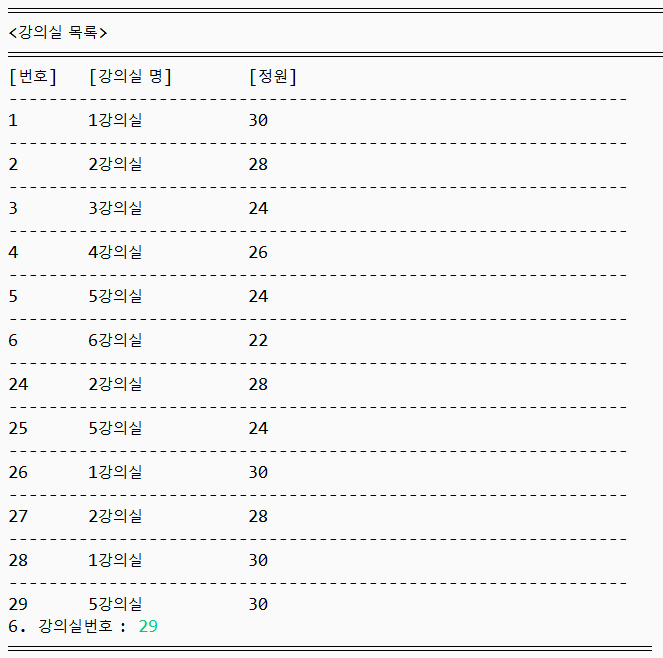 <강의실 목록>
[번호] [강의실 명] [정원]
1 1강의실 30
2 2강의실 28
3 3강의실 24
4 4강의실 26
5 5강의실 24
6 6강의실 22
24 2강의실 28
25 5강의실 24
26 1강의실 30
27 2강의실 28
28 1강의실 30
29 5강의실 30
6. 강의실번호 : 29